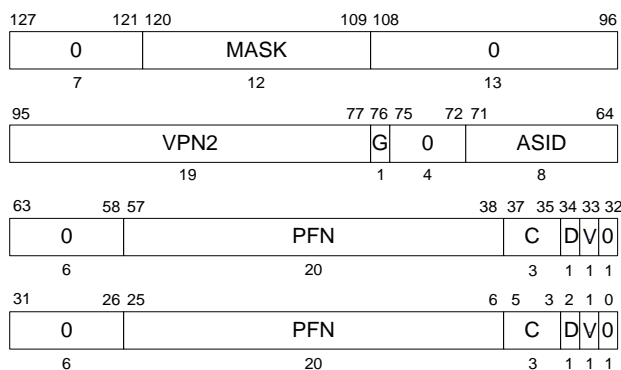 127 121 120 109 108 96
0 MASK 0
7 12 13
95 77 76 75 72 71 64
VPN2 G 0 ASID
19 1 4 8
63 58 57 38 37 35 34 33 32
0 PFN C D V 0
6 20 3 1 1 1
31 26 25 6 5 3 2 1 0
0 PFN C D V 0
6 20 3 1 1 1